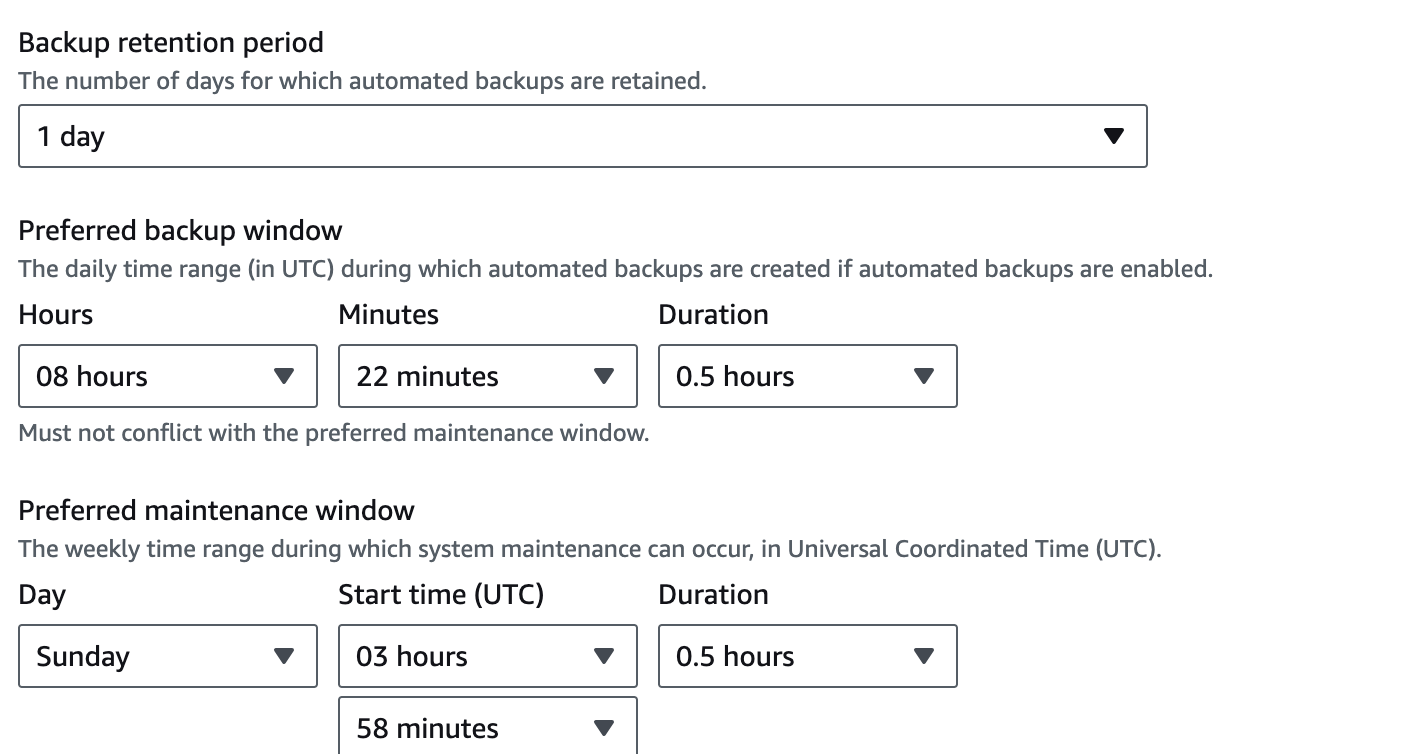 Backup retention period
The number of days for which automated backups are retained.
1 day
Preferred backup window
The daily time range (in UTC) during which automated backups are created if automated backups are enabled.
Hours Minutes Duration
08 hours 22 minutes 0.5 hours
Must not conflict with the preferred maintenance window.
Preferred maintenance window
The weekly time range during which system maintenance can occur, in Universal Coordinated Time (UTC).
Day Start time (UTC) Duration
Sunday 03 hours 0.5 hours
58 minutes